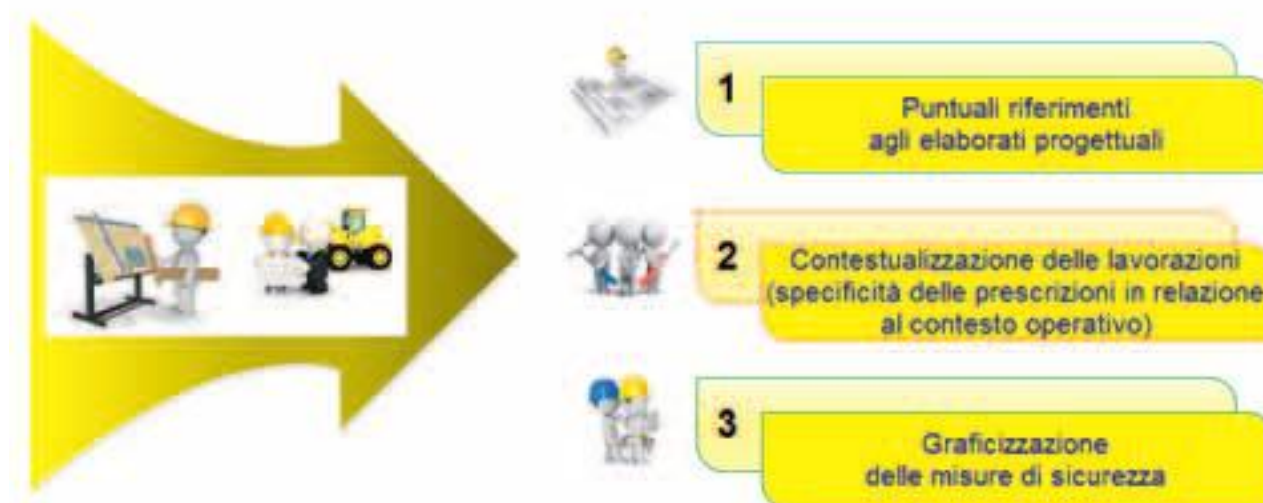 1
Puntuali riferimenti
agli elaborati progettuali
2
Contestualizzazione delle lavorazioni
(specificità delle prescrizioni in relazione
al contesto operativo)
3
Graficizzazione
delle misure di sicurezza